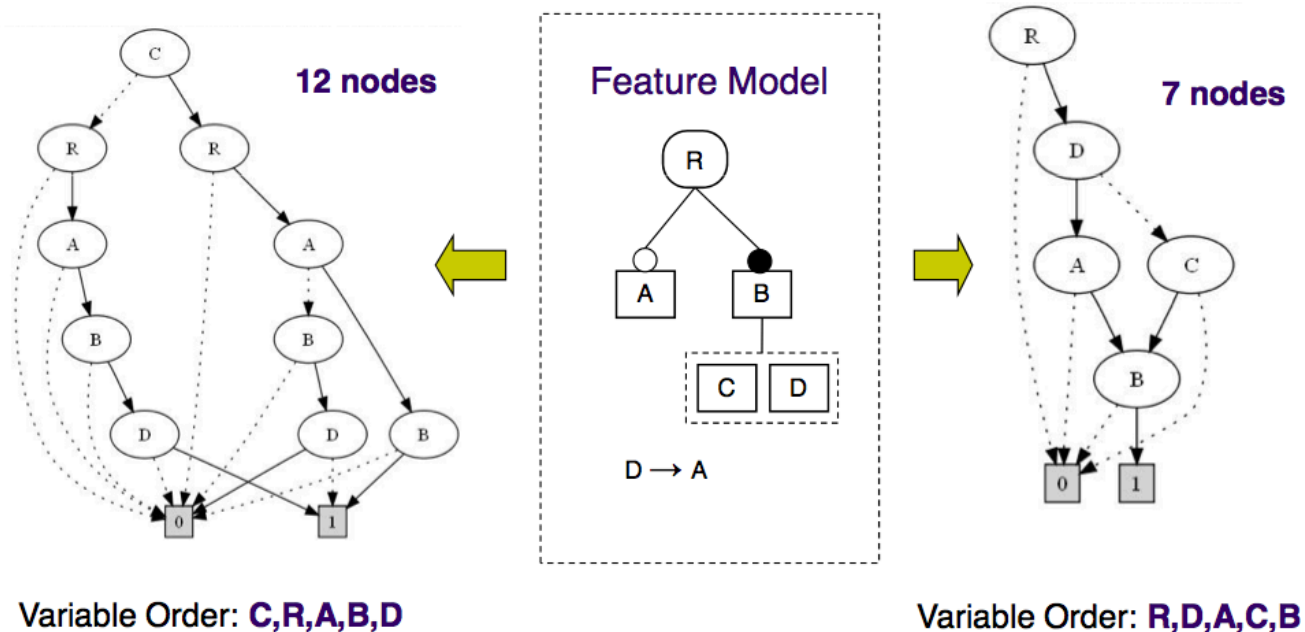 C
12 nodes
R
R
A
A
B
B
D
D
B
0
1
Variable Order: C,R,A,B,D
Feature Model
R
A
B
C
D
D → A
R
7 nodes
D
A
C
B
0
1
Variable Order: R,D,A,C,B